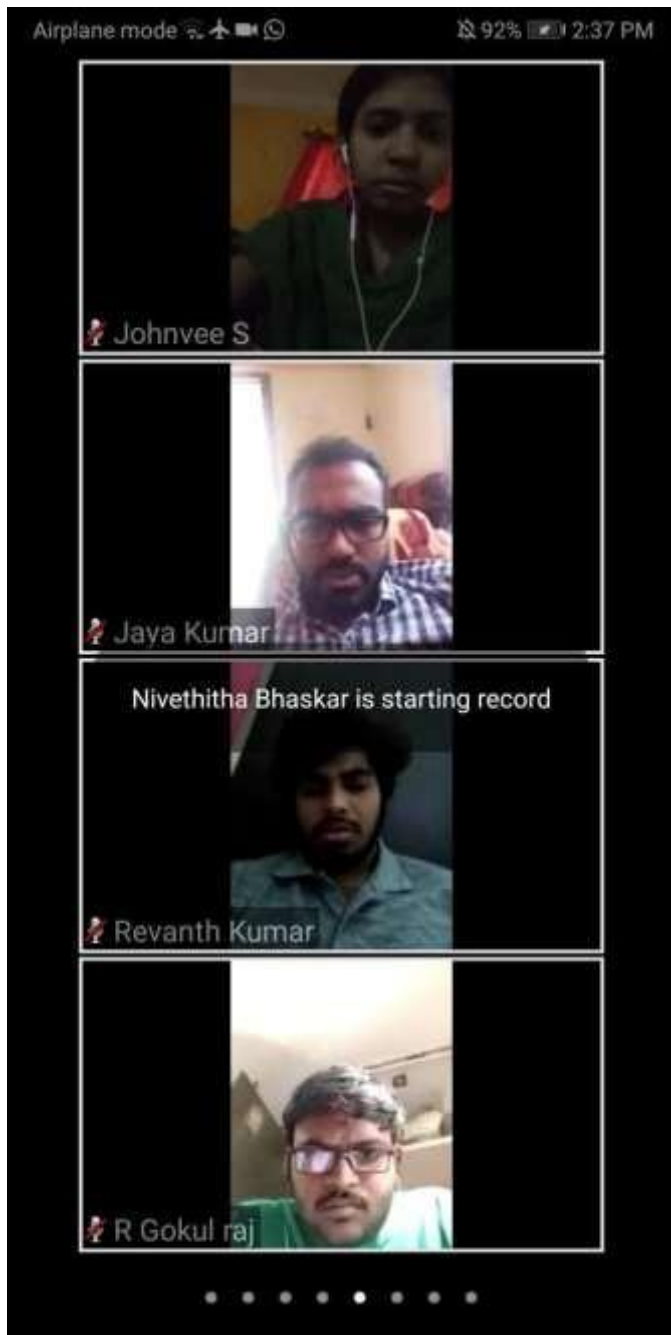 Airplane mode 92% 2:37 PM
Johnvee S
Jaya Kumar
Nivethitha Bhaskar is starting record
Revanth Kumar
R Gokul raj